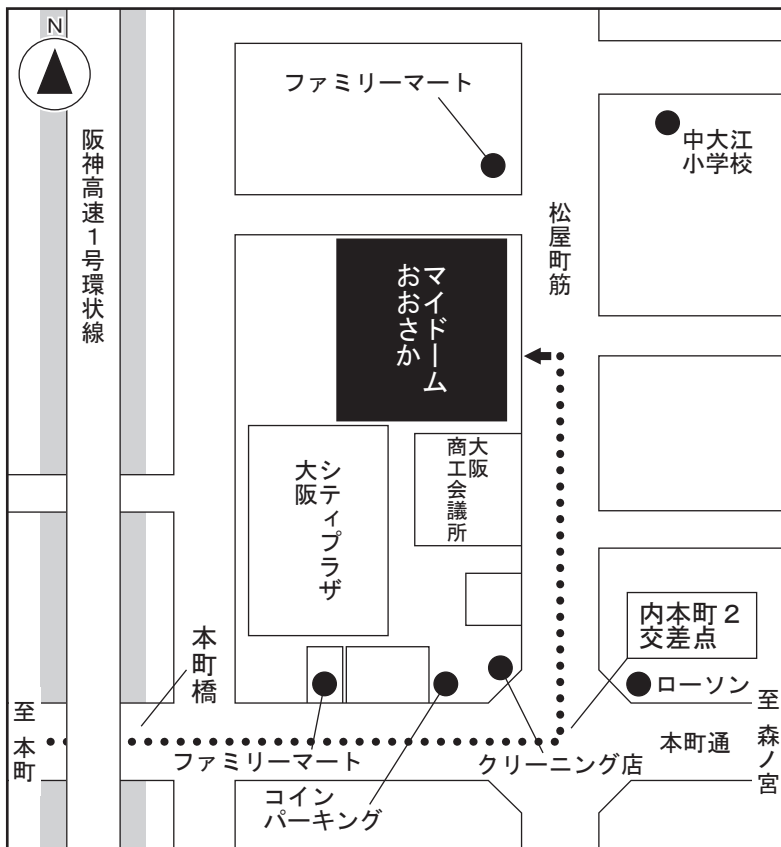 N
阪神高速1号環状線
ファミリーマート
中大江
小学校
松屋町筋
マイドーム
おおさか
大阪
商工会議所
シティプラザ
大阪
内本町2
交差点
本町橋
ローソン
至 本町
至 森ノ宮
本町通
ファミリーマート
クリーニング店
コイン
パーキング